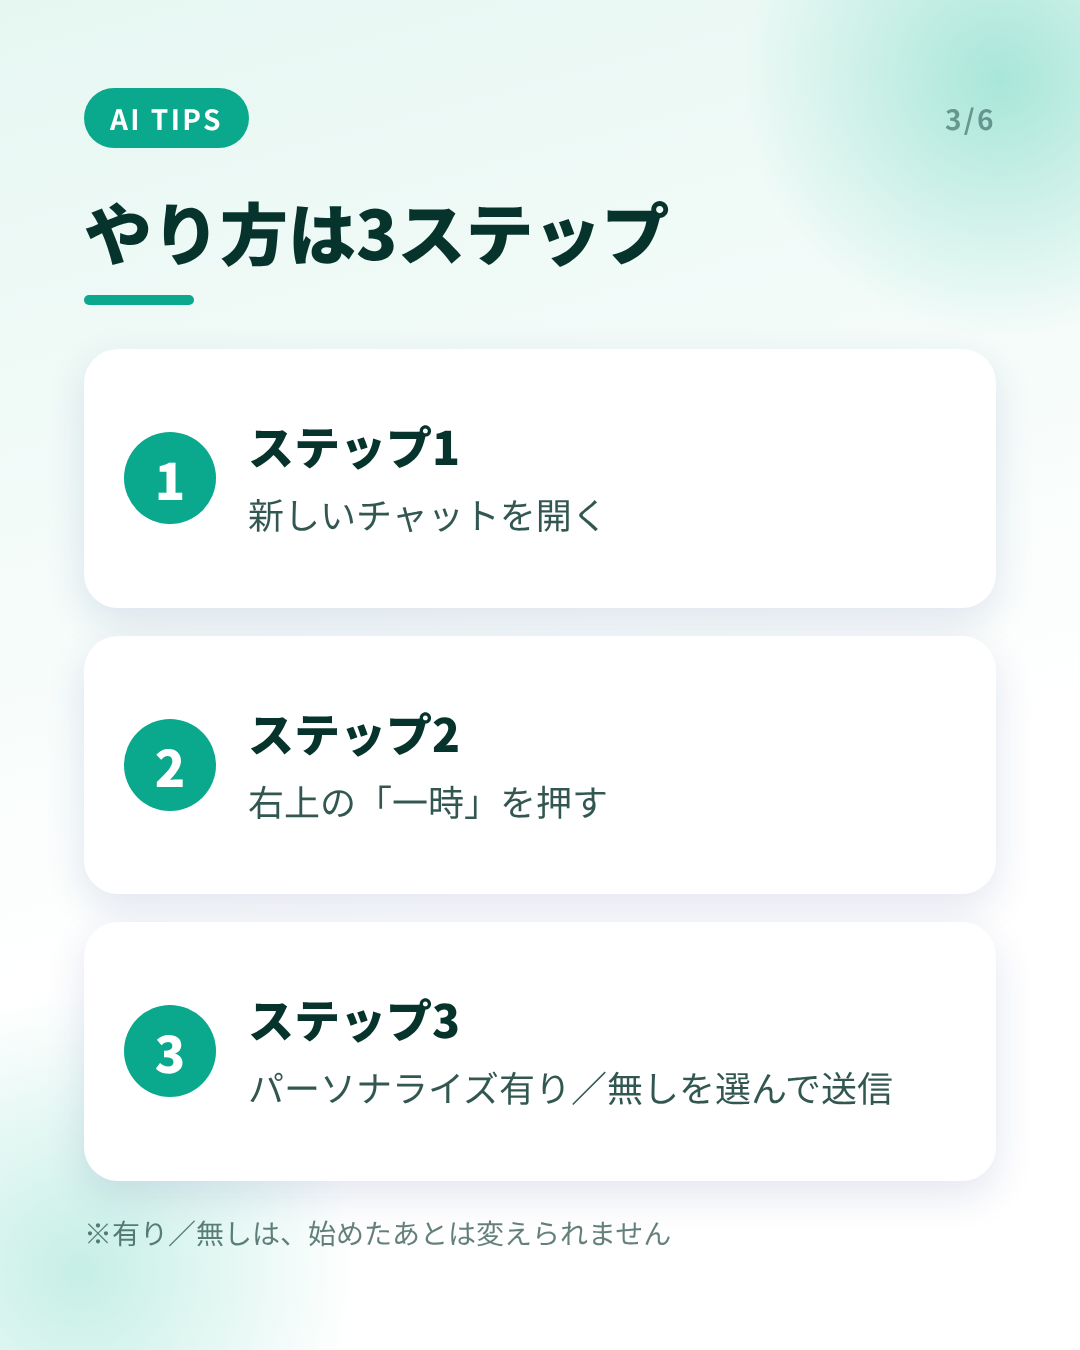 AI TIPS
3/6
やり方は3ステップ
1
ステップ1
新しいチャットを開く
2
ステップ2
右上の「一時」を押す
3
ステップ3
パーソナライズ有り／無しを選んで送信
※有り／無しは、始めたあとは変えられません